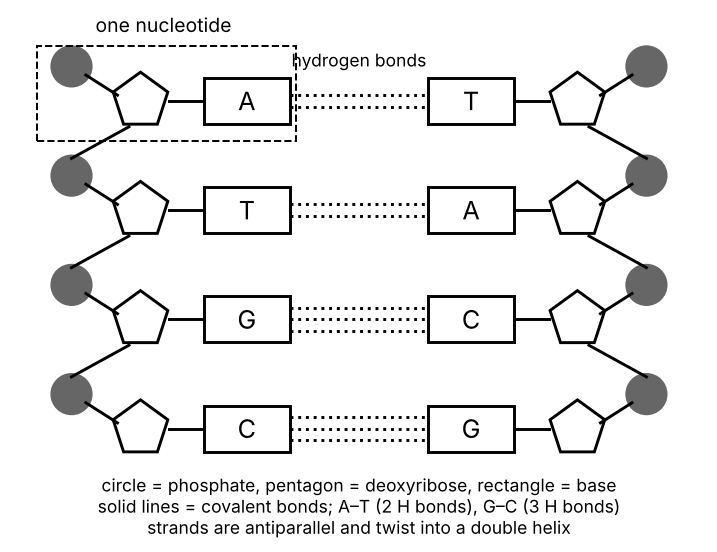 one nucleotide
hydrogen bonds
A T
T A
G C
C G
circle = phosphate, pentagon = deoxyribose, rectangle = base
solid lines = covalent bonds; A–T (2 H bonds), G–C (3 H bonds)
strands are antiparallel and twist into a double helix